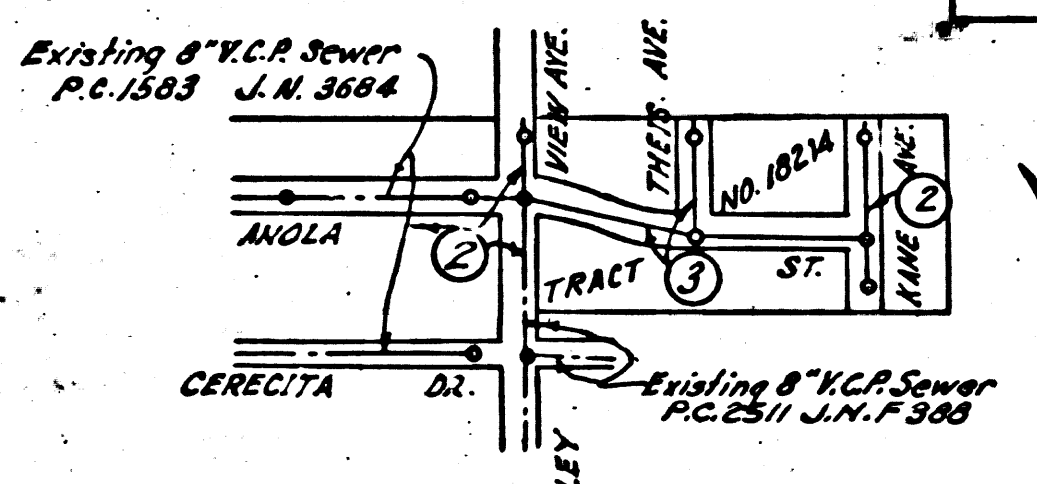 Existing 8" V.C.P. Sewer
P.C. 1583 J.N. 3684
VIEW AVE.
THEIS. AVE.
NO. 18214
KANE AVE.
2
ANOLA
2
TRACT
3
ST.
CERECITA DR.
Existing 8" V.C.P. Sewer
P.C. 2511 J.N. F 388
LEY